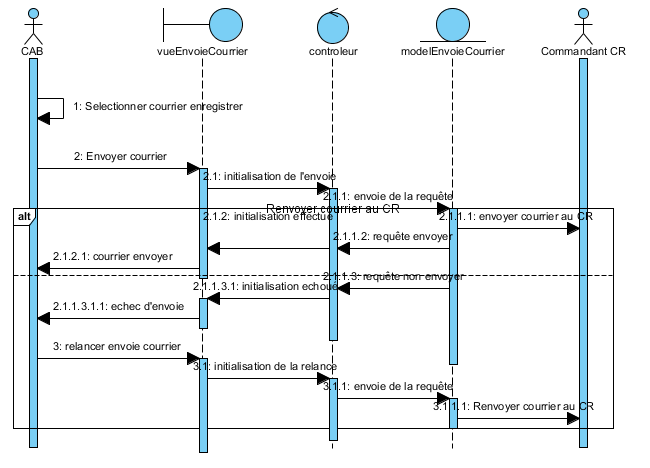 CAB
vueEnvoieCourrier
controleur
modelEnvoieCourrier
Commandant CR
1: Selectionner courrier enregistrer
2: Envoyer courrier
2.1: initialisation de l'envoie
2.1.1: envoie de la requête
Renvoyer courrier au CR
alt
2.1.2: initialisation effectué
2.1.1.1: envoyer courrier au CR
2.1.1.2: requête envoyer
2.1.2.1: courrier envoyer
2.1.1.3: requête non envoyer
2.1.1.3.1: initialisation echoué
2.1.1.3.1.1: echec d'envoie
3: relancer envoie courrier
3.1: initialisation de la relance
3.1.1: envoie de la requête
3.1.1.1: Renvoyer courrier au CR